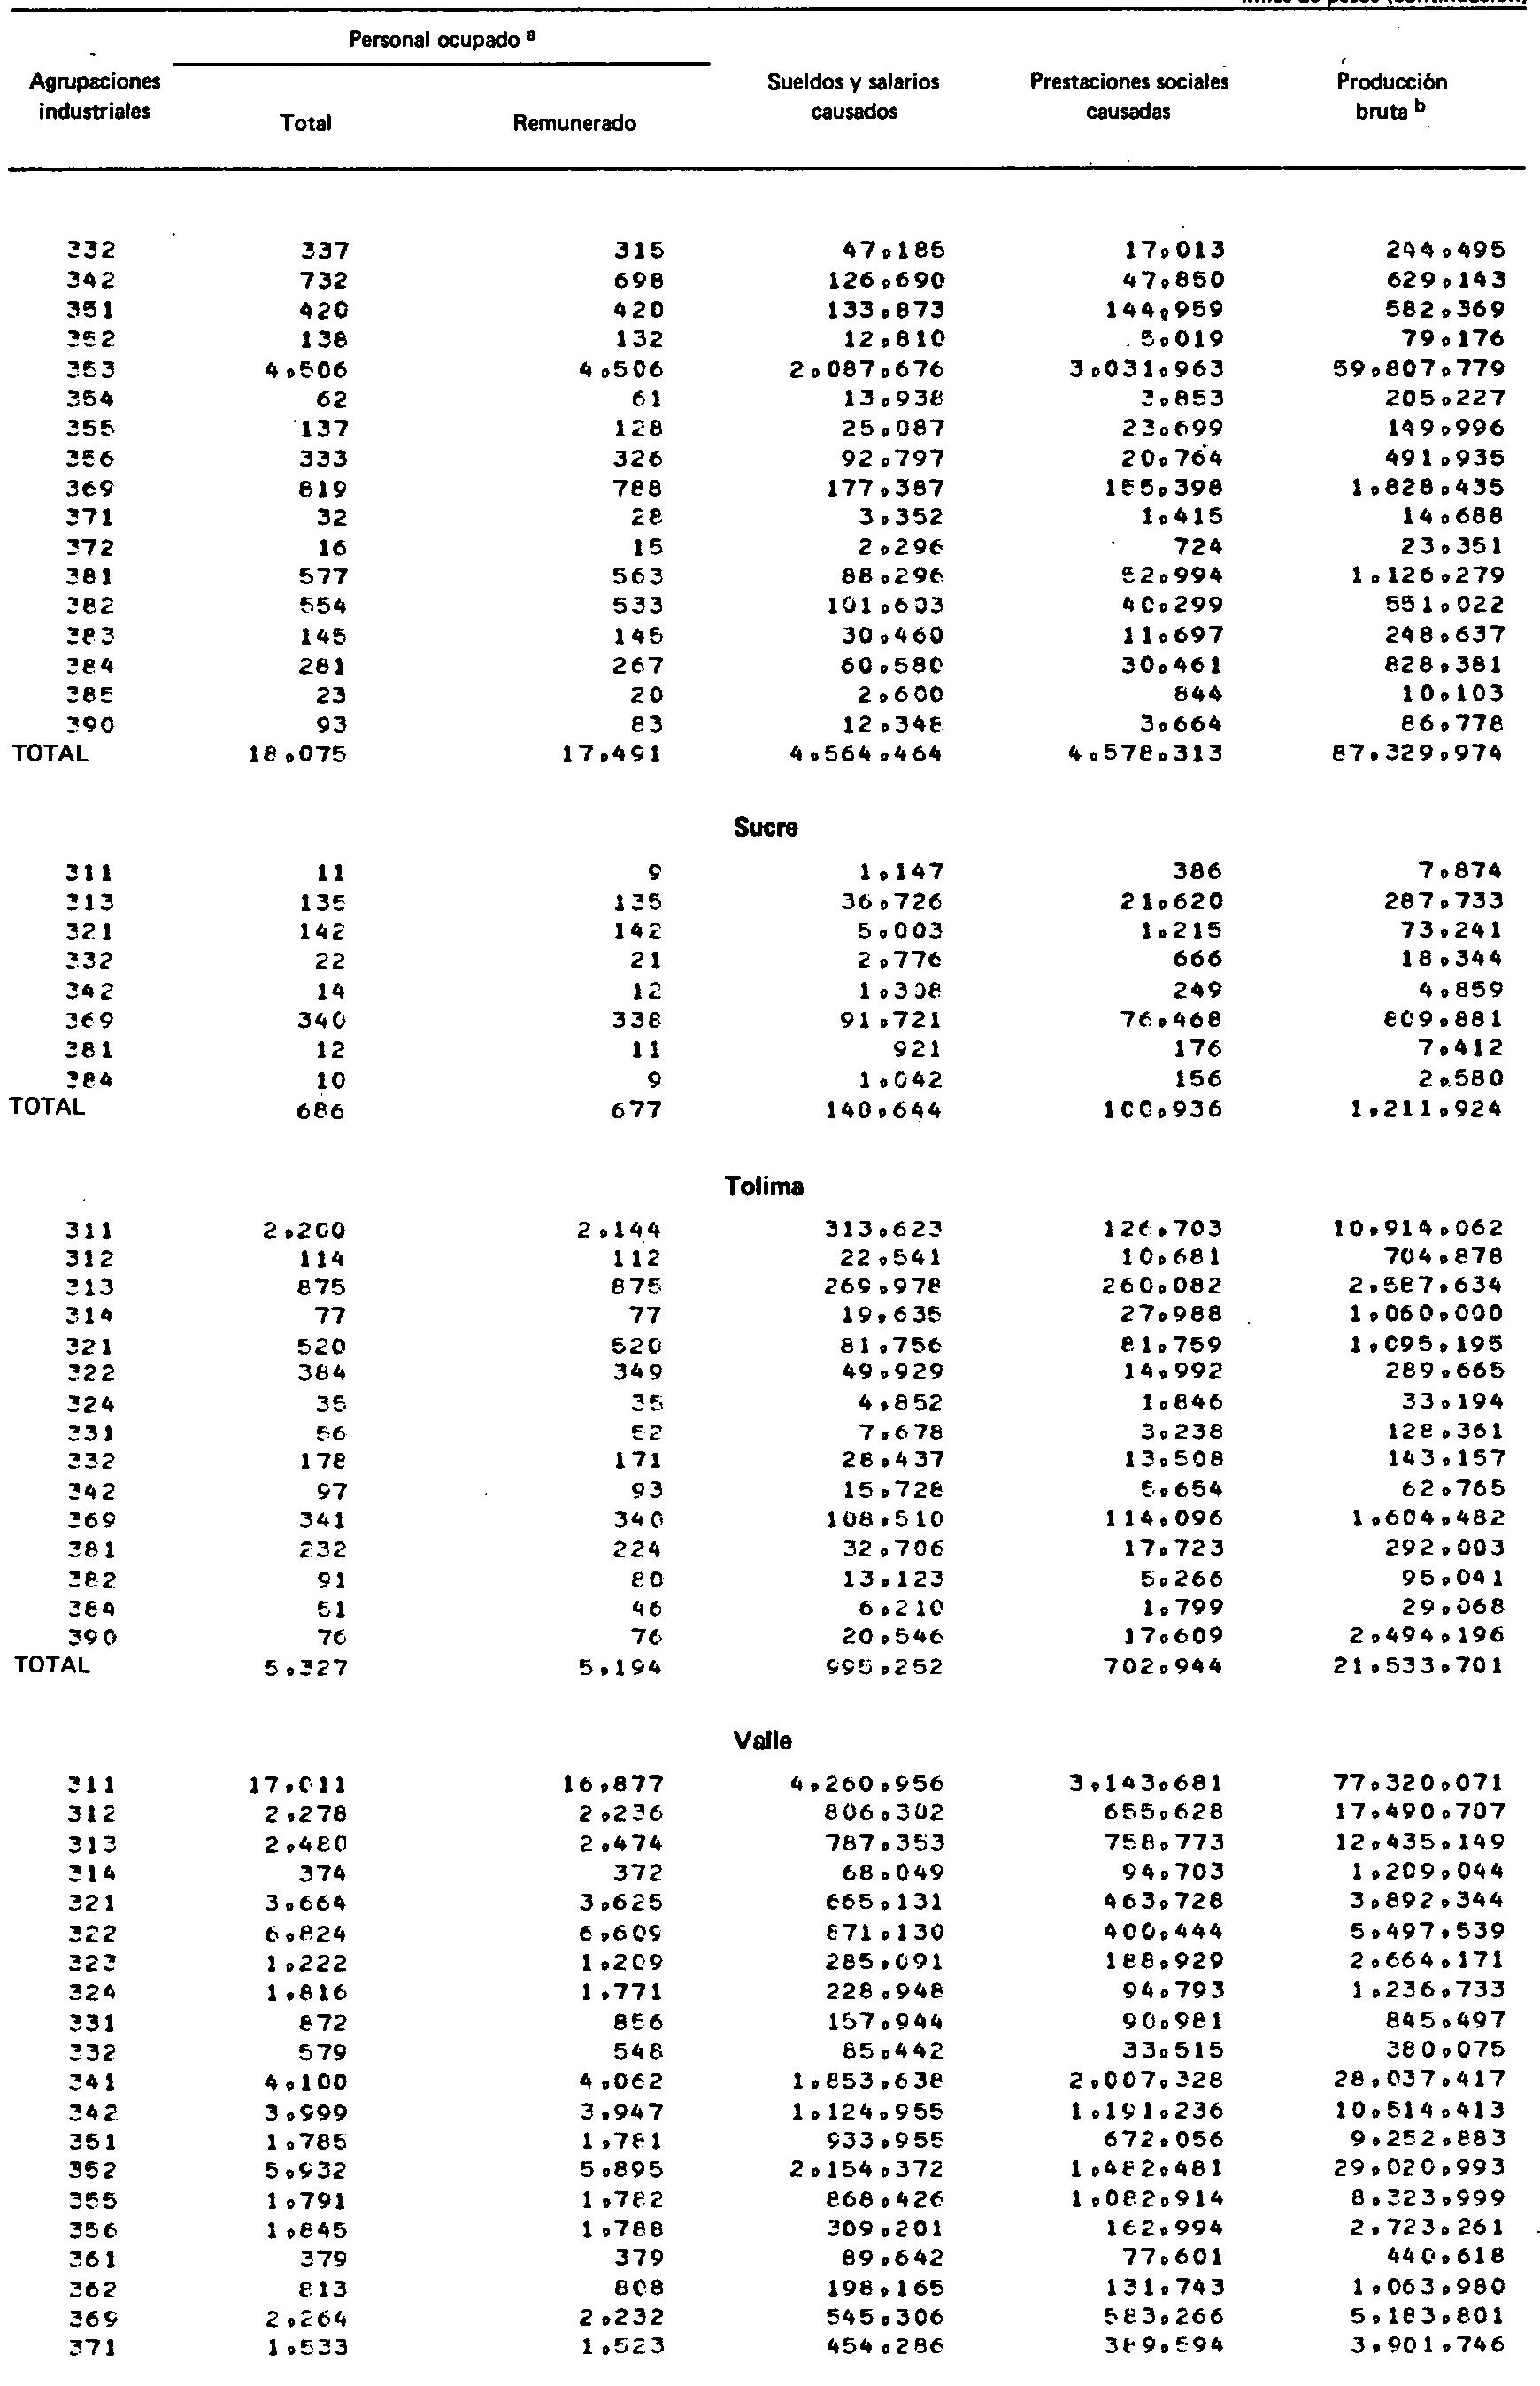 miles de pesos (continuación)
Personal ocupado a
Agrupaciones industriales Total Remunerado Sueldos y salarios causados Prestaciones sociales causadas Producción bruta b
332 337 315 47,185 17,013 244,495
342 732 698 126,690 47,850 629,143
351 420 420 133,873 144,959 582,369
352 138 132 12,810 5,019 79,176
353 4,506 4,506 2,087,676 3,031,963 59,807,779
354 62 61 13,938 3,853 205,227
355 137 128 25,087 23,699 149,996
356 333 326 92,797 20,764 491,935
369 819 788 177,387 155,398 1,828,435
371 32 28 3,352 1,415 14,688
372 16 15 2,296 724 23,351
381 577 563 88,296 52,994 1,126,279
382 554 533 101,603 40,299 551,022
383 145 145 30,460 11,697 248,637
384 281 267 60,580 30,461 828,381
385 23 20 2,600 844 10,103
390 93 83 12,348 3,664 86,778
TOTAL 18,075 17,491 4,564,464 4,578,313 87,329,974
Sucre
311 11 9 1,147 386 7,874
313 135 135 36,726 21,620 287,733
321 142 142 5,003 1,215 73,241
332 22 21 2,776 666 18,344
342 14 12 1,308 249 4,859
369 340 338 91,721 76,468 809,881
381 12 11 921 176 7,412
384 10 9 1,042 156 2,580
TOTAL 686 677 140,644 100,936 1,211,924
Tolima
311 2,200 2,144 313,623 126,703 10,914,062
312 114 112 22,541 10,681 704,878
313 875 875 269,978 260,082 2,587,634
314 77 77 19,635 27,988 1,060,000
321 520 520 81,756 81,759 1,095,195
322 384 349 49,929 14,992 289,665
324 35 35 4,852 1,846 33,194
331 56 52 7,678 3,238 128,361
332 178 171 28,437 13,508 143,157
342 97 93 15,728 5,654 62,765
369 341 340 108,510 114,096 1,604,482
381 232 224 32,706 17,723 292,003
382 91 80 13,123 5,266 95,041
384 51 46 6,210 1,799 29,068
390 76 76 20,546 17,609 2,494,196
TOTAL 5,327 5,194 995,252 702,944 21,533,701
Valle
311 17,011 16,877 4,260,956 3,143,681 77,320,071
312 2,278 2,236 806,302 655,628 17,490,707
313 2,480 2,474 787,353 758,773 12,435,149
314 374 372 68,049 94,703 1,209,044
321 3,664 3,625 665,131 463,728 3,892,344
322 6,824 6,609 871,130 400,444 5,497,539
323 1,222 1,209 285,091 188,929 2,664,171
324 1,816 1,771 228,948 94,793 1,236,733
331 872 856 157,944 90,981 845,497
332 579 548 85,442 33,515 380,075
341 4,100 4,062 1,853,638 2,007,328 28,037,417
342 3,999 3,947 1,124,955 1,191,236 10,514,413
351 1,785 1,781 933,955 672,056 9,252,883
352 5,932 5,895 2,154,372 1,482,481 29,020,993
355 1,791 1,782 868,426 1,082,914 8,323,999
356 1,845 1,788 309,201 162,994 2,723,261
361 379 379 89,642 77,601 440,618
362 813 808 198,165 131,743 1,063,980
369 2,264 2,232 545,306 583,266 5,183,801
371 1,533 1,523 454,286 389,594 3,901,746